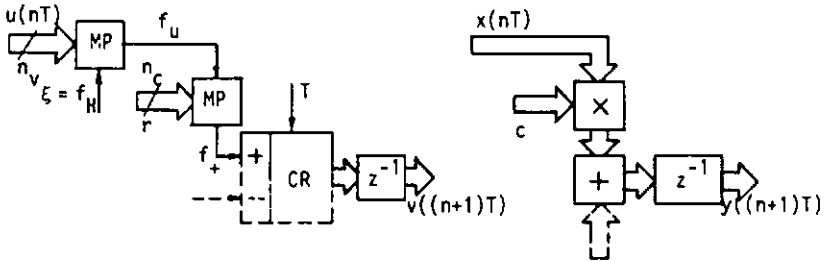 u(nT)
MP
f_u
n_v
ξ = f_H
n_c
MP
r
T
f_+
+
CR
--
z^-1
v((n+1)T)
x(nT)
c
×
+
z^-1
y((n+1)T)